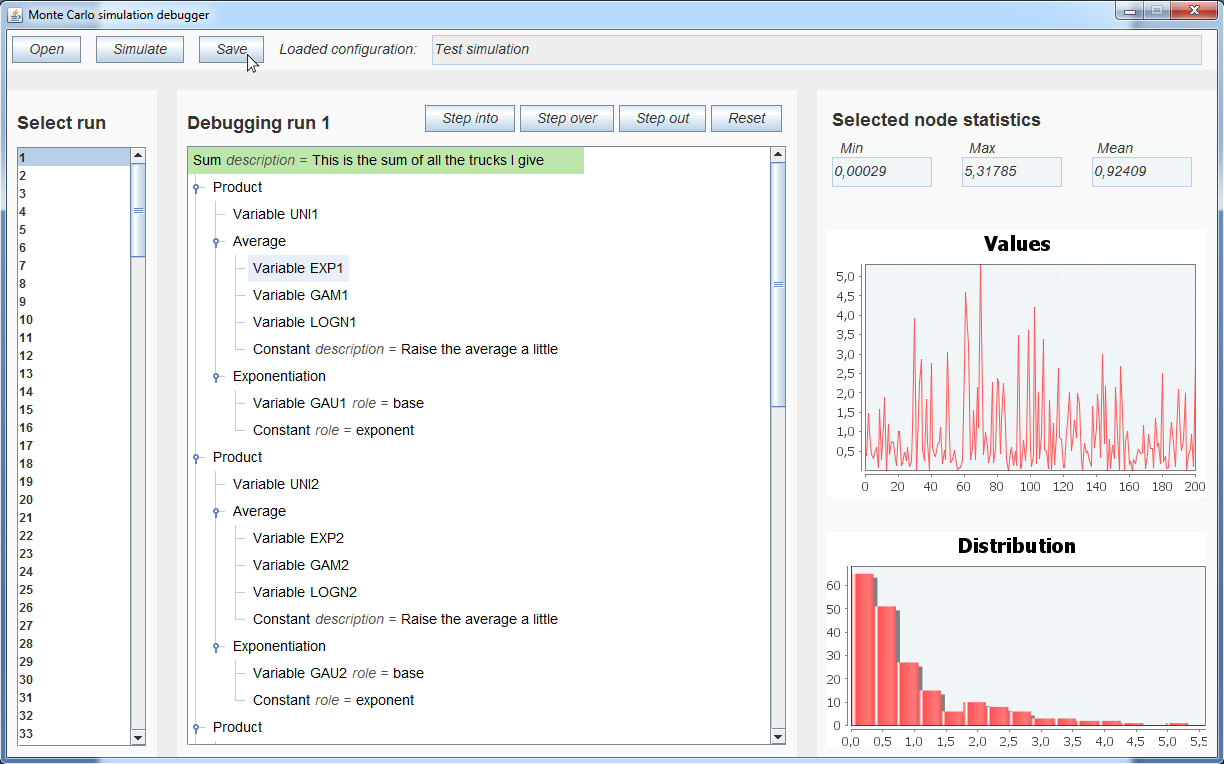 Monte Carlo simulation debugger
Open Simulate Save Loaded configuration: Test simulation
Select run
1
2
3
4
5
6
7
8
9
10
11
12
13
14
15
16
17
18
19
20
21
22
23
24
25
26
27
28
29
30
31
32
33
Debugging run 1
Step into Step over Step out Reset
Sum description = This is the sum of all the trucks I give
Product
Variable UNI1
Average
Variable EXP1
Variable GAM1
Variable LOGN1
Constant description = Raise the average a little
Exponentiation
Variable GAU1 role = base
Constant role = exponent
Product
Variable UNI2
Average
Variable EXP2
Variable GAM2
Variable LOGN2
Constant description = Raise the average a little
Exponentiation
Variable GAU2 role = base
Constant role = exponent
Product
Selected node statistics
Min Max Mean
0,00029 5,31785 0,92409
Values
5,0
4,5
4,0
3,5
3,0
2,5
2,0
1,5
1,0
0,5
0 20 40 60 80 100 120 140 160 180 200
Distribution
60
50
40
30
20
10
0
0,0 0,5 1,0 1,5 2,0 2,5 3,0 3,5 4,0 4,5 5,0 5,5